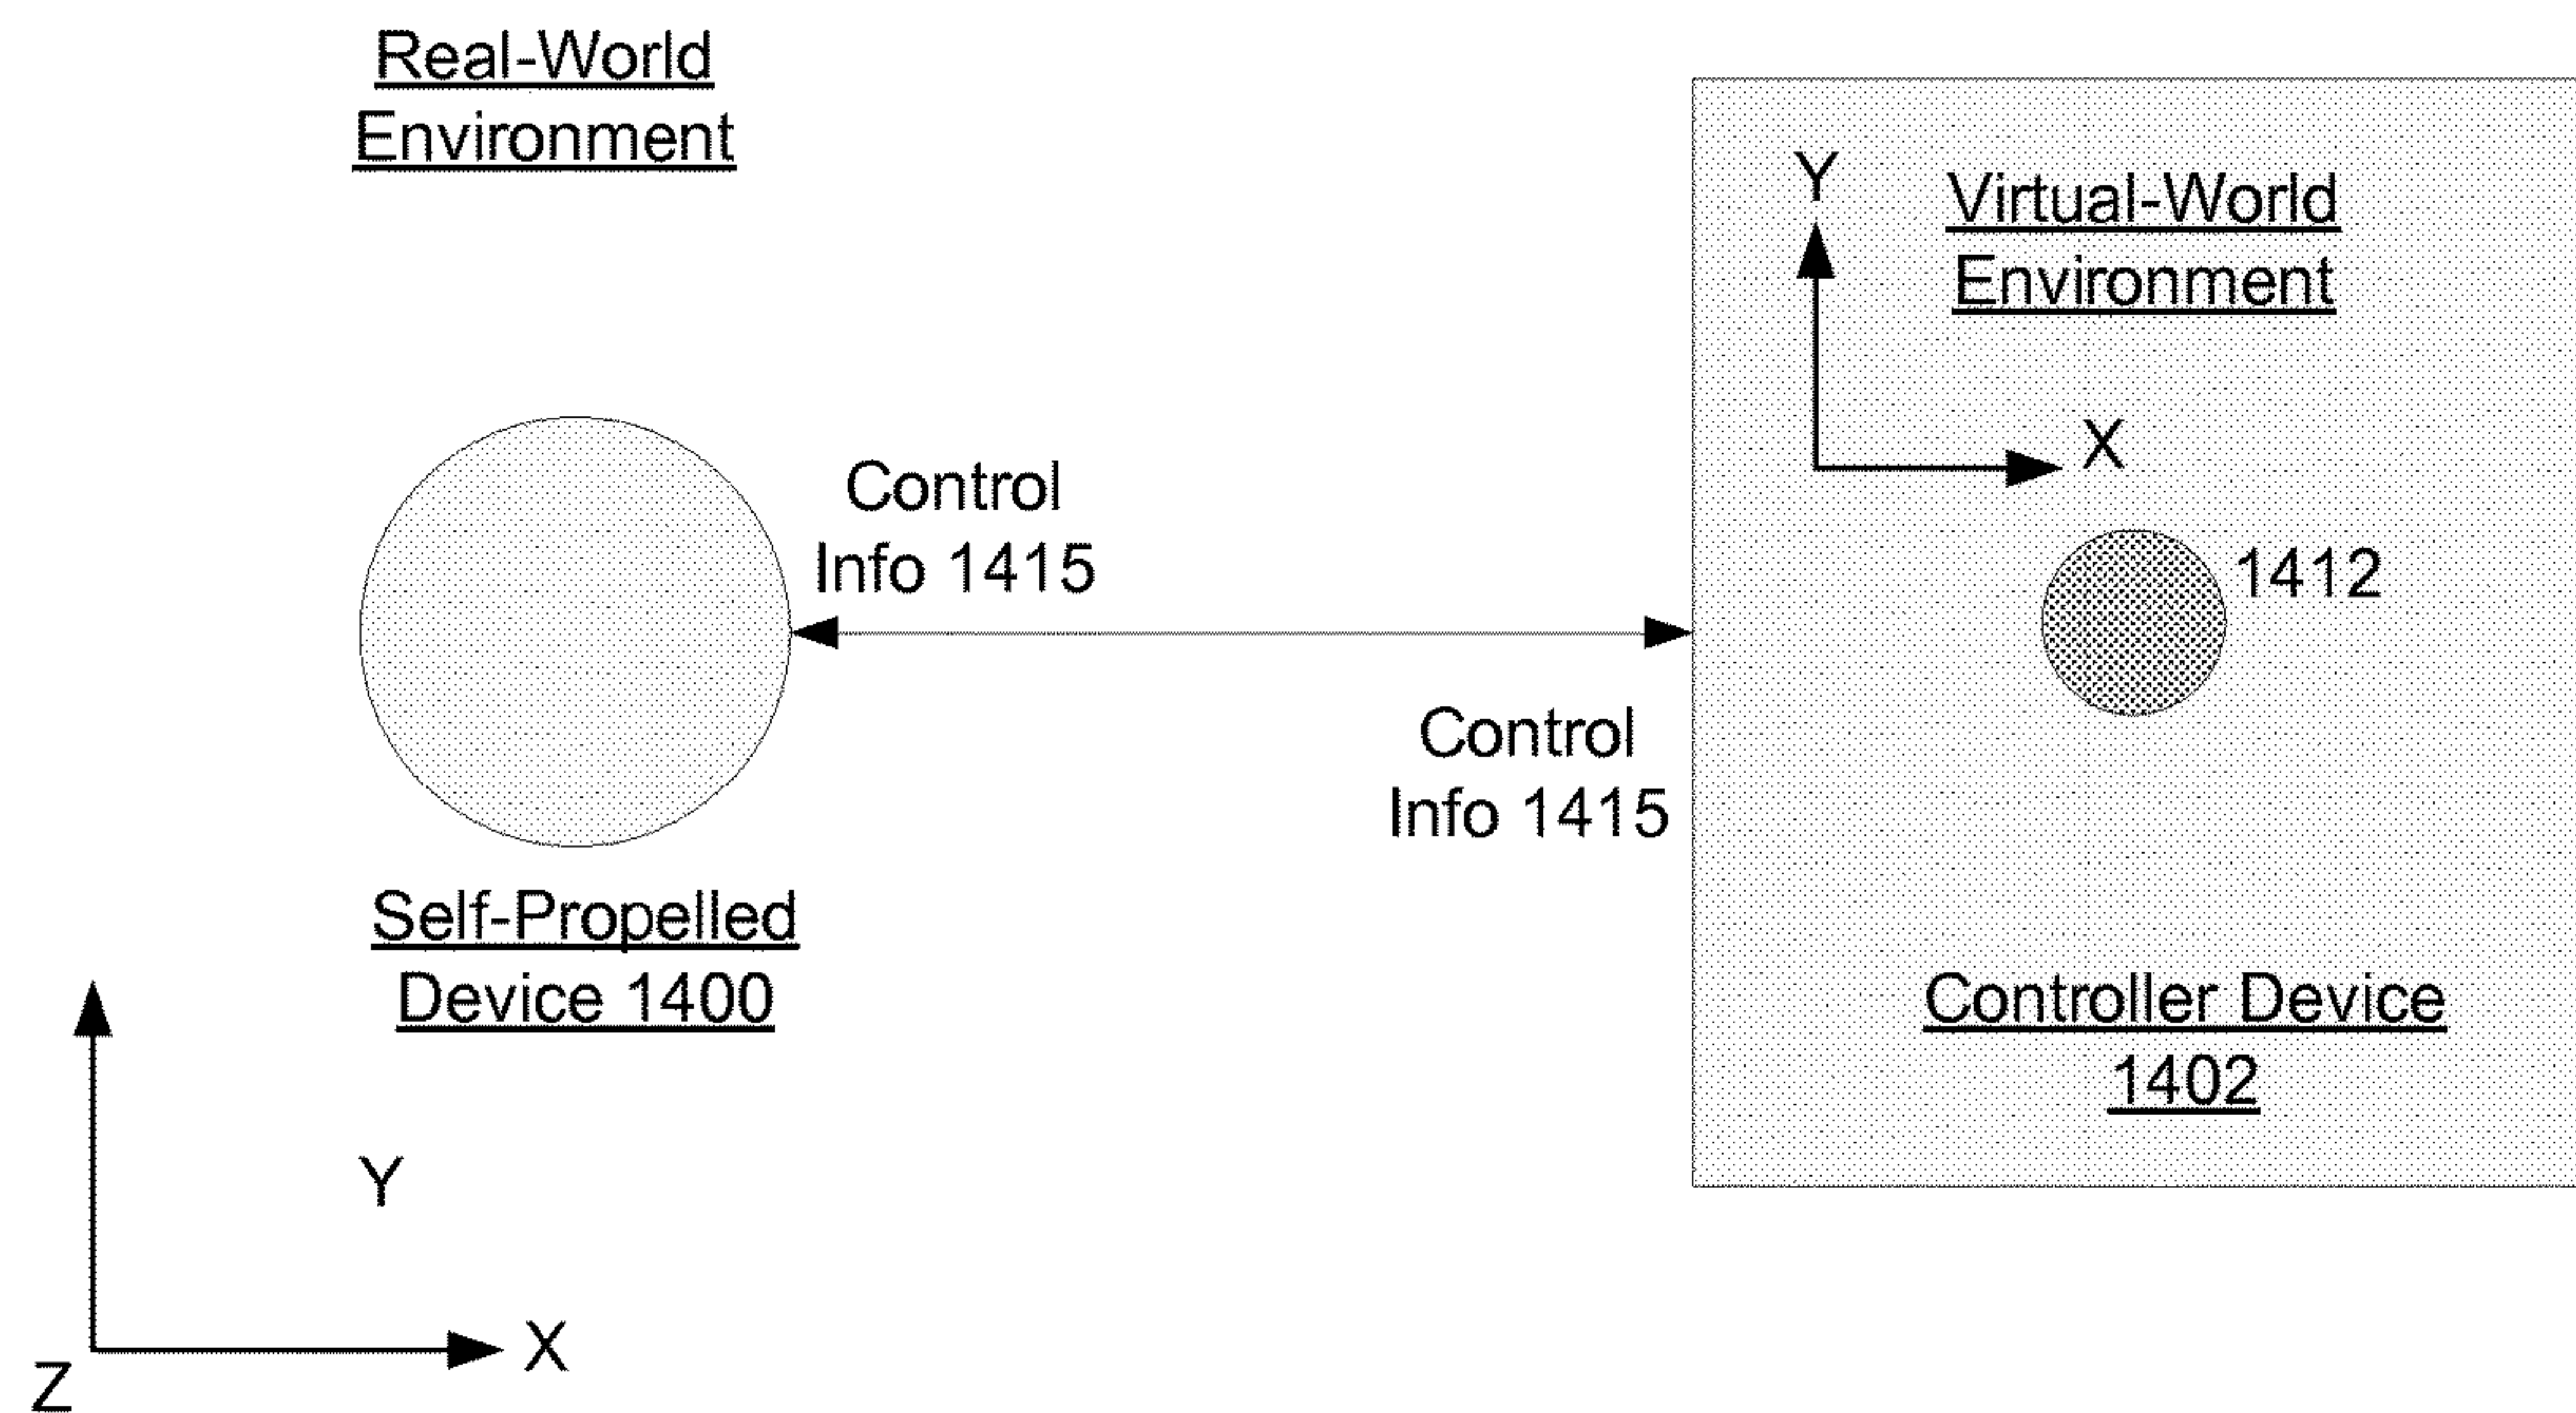 Real-World
Environment
Y
Virtual-World
Environment
X
Control
Info 1415
1412
Control
Info 1415
Self-Propelled
Device 1400
Controller Device
1402
Y
X
Z